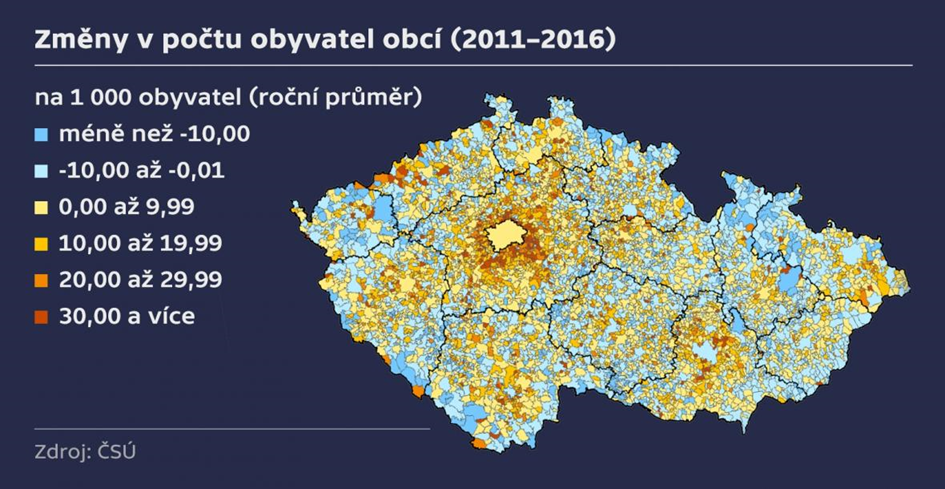 Změny v počtu obyvatel obcí (2011–2016)
na 1 000 obyvatel (roční průměr)
méně než -10,00
-10,00 až -0,01
0,00 až 9,99
10,00 až 19,99
20,00 až 29,99
30,00 a více
Zdroj: ČSÚ